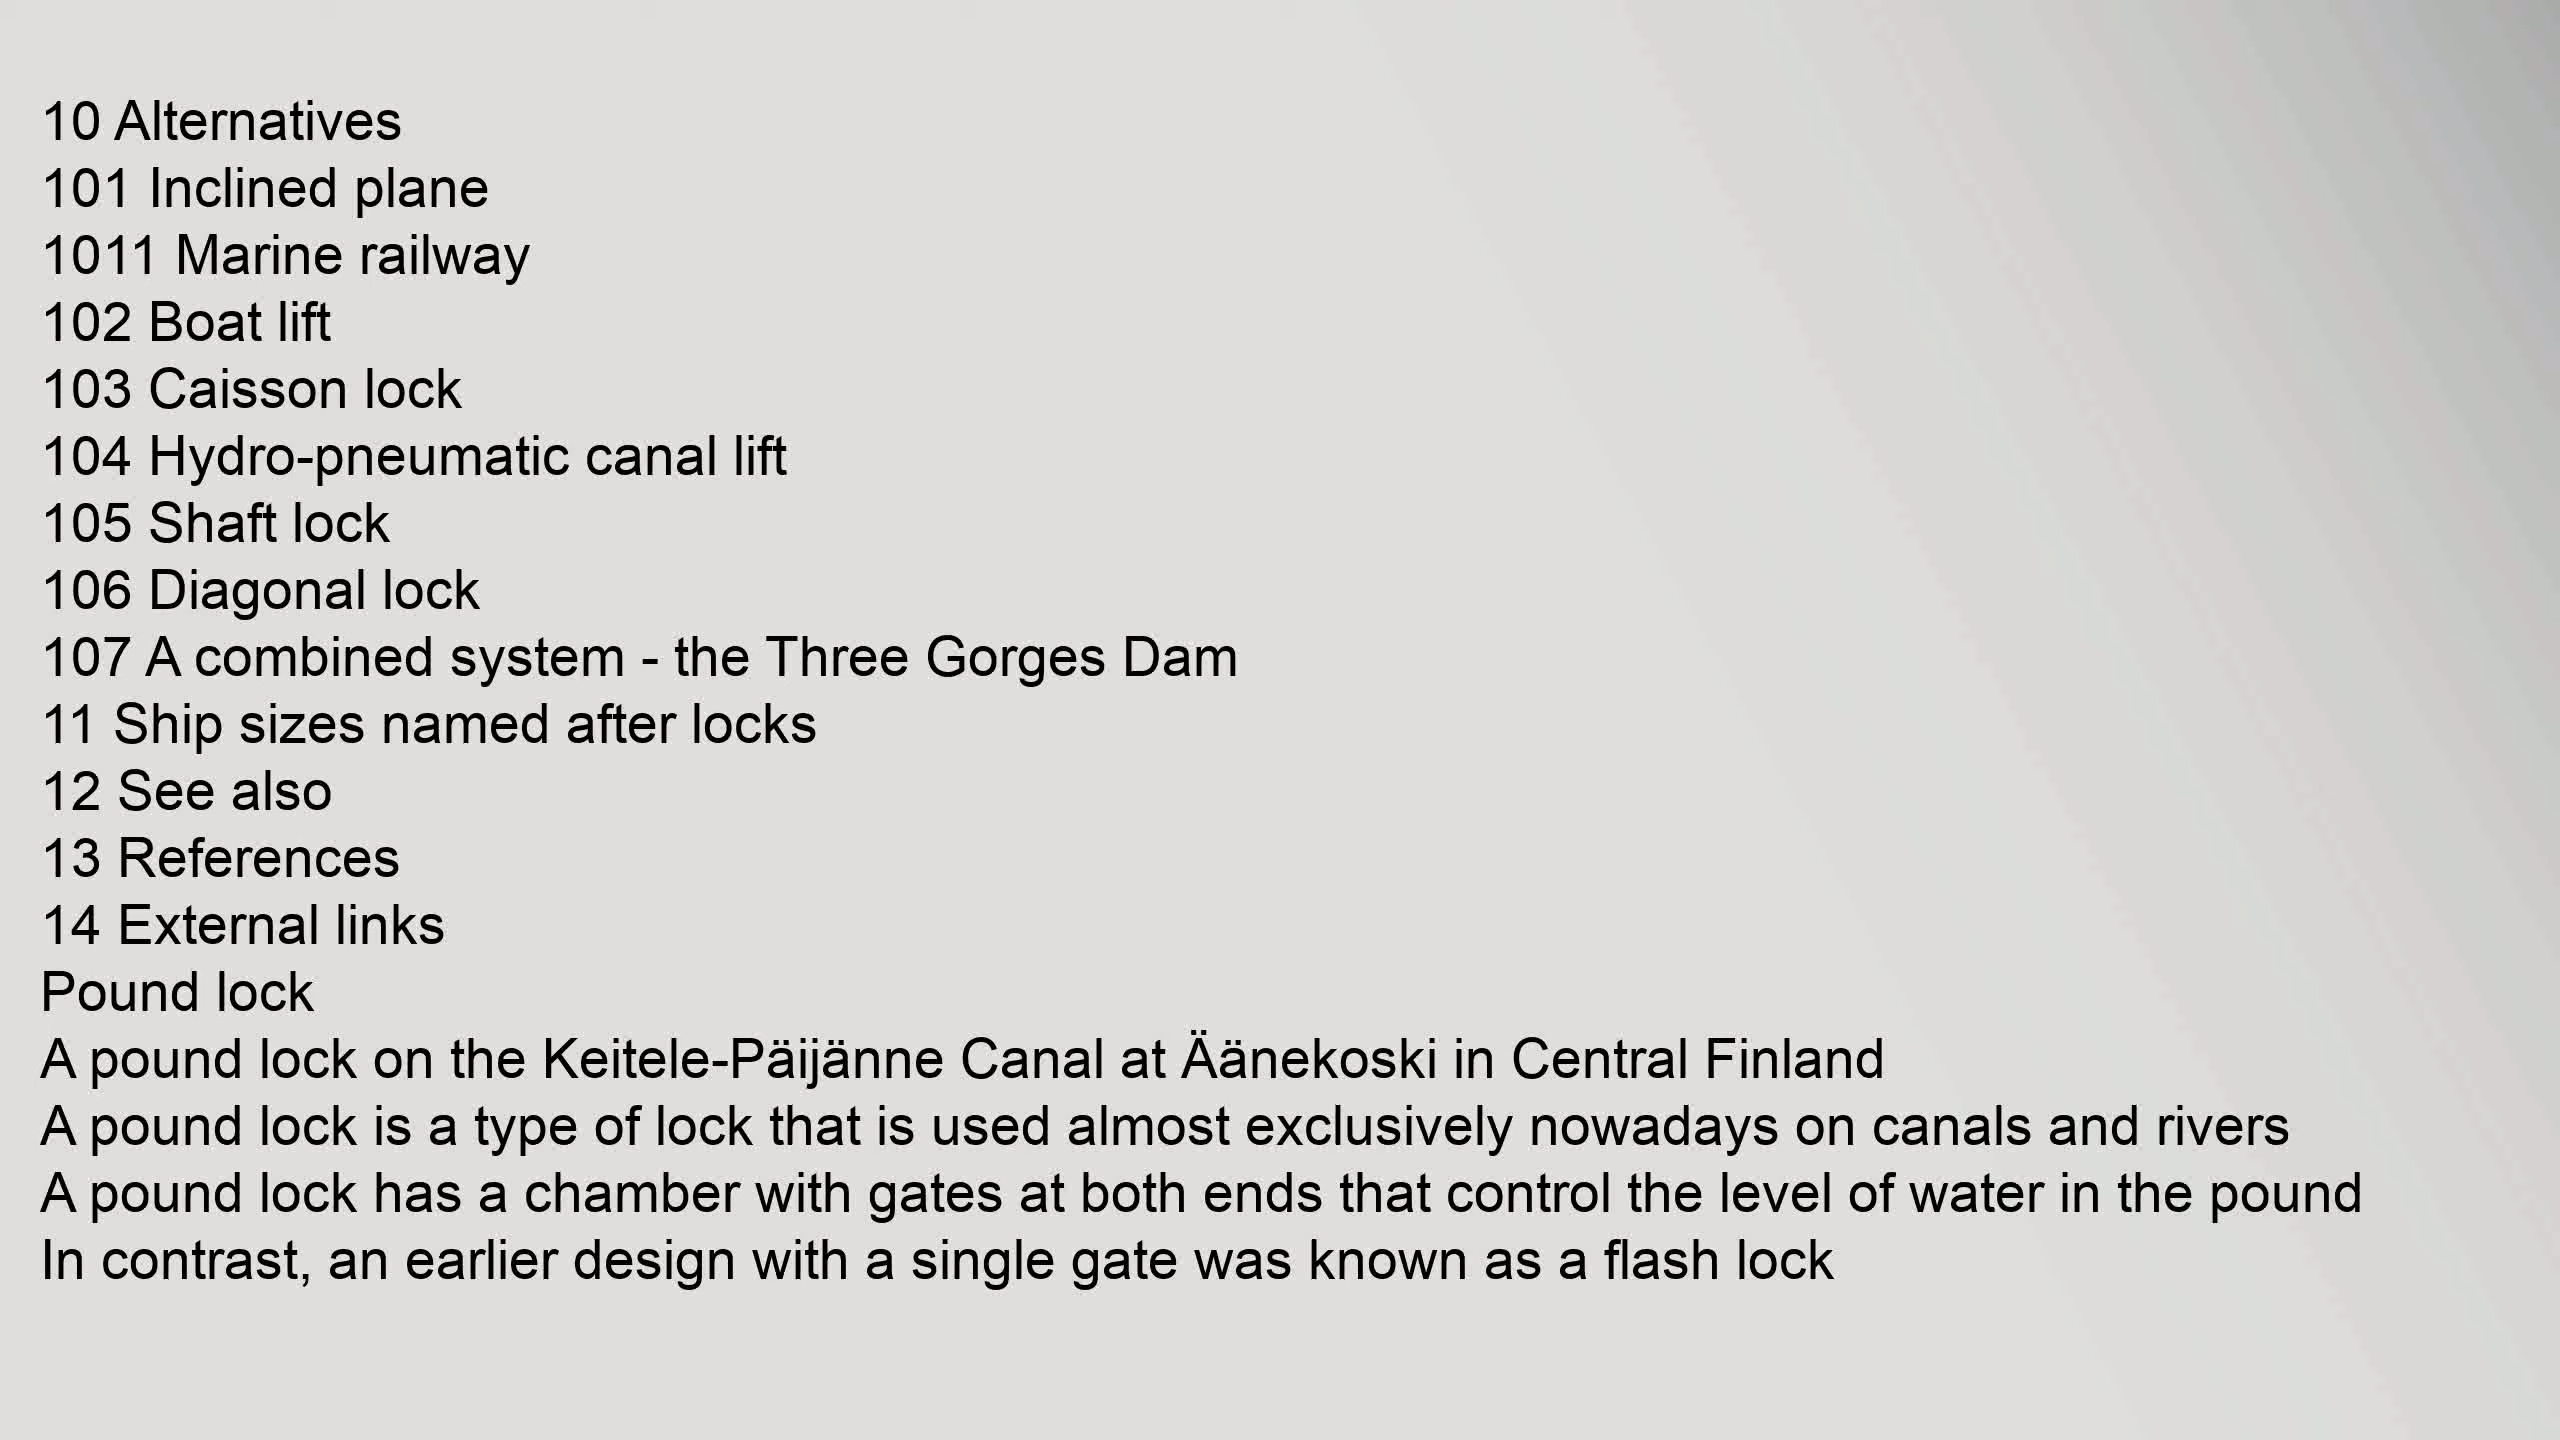 10 Alternatives
101 Inclined plane
1011 Marine railway
102 Boat lift
103 Caisson lock
104 Hydro-pneumatic canal lift
105 Shaft lock
106 Diagonal lock
107 A combined system - the Three Gorges Dam
11 Ship sizes named after locks
12 See also
13 References
14 External links
Pound lock
A pound lock on the Keitele-Päijänne Canal at Äänekoski in Central Finland
A pound lock is a type of lock that is used almost exclusively nowadays on canals and rivers
A pound lock has a chamber with gates at both ends that control the level of water in the pound
In contrast, an earlier design with a single gate was known as a flash lock